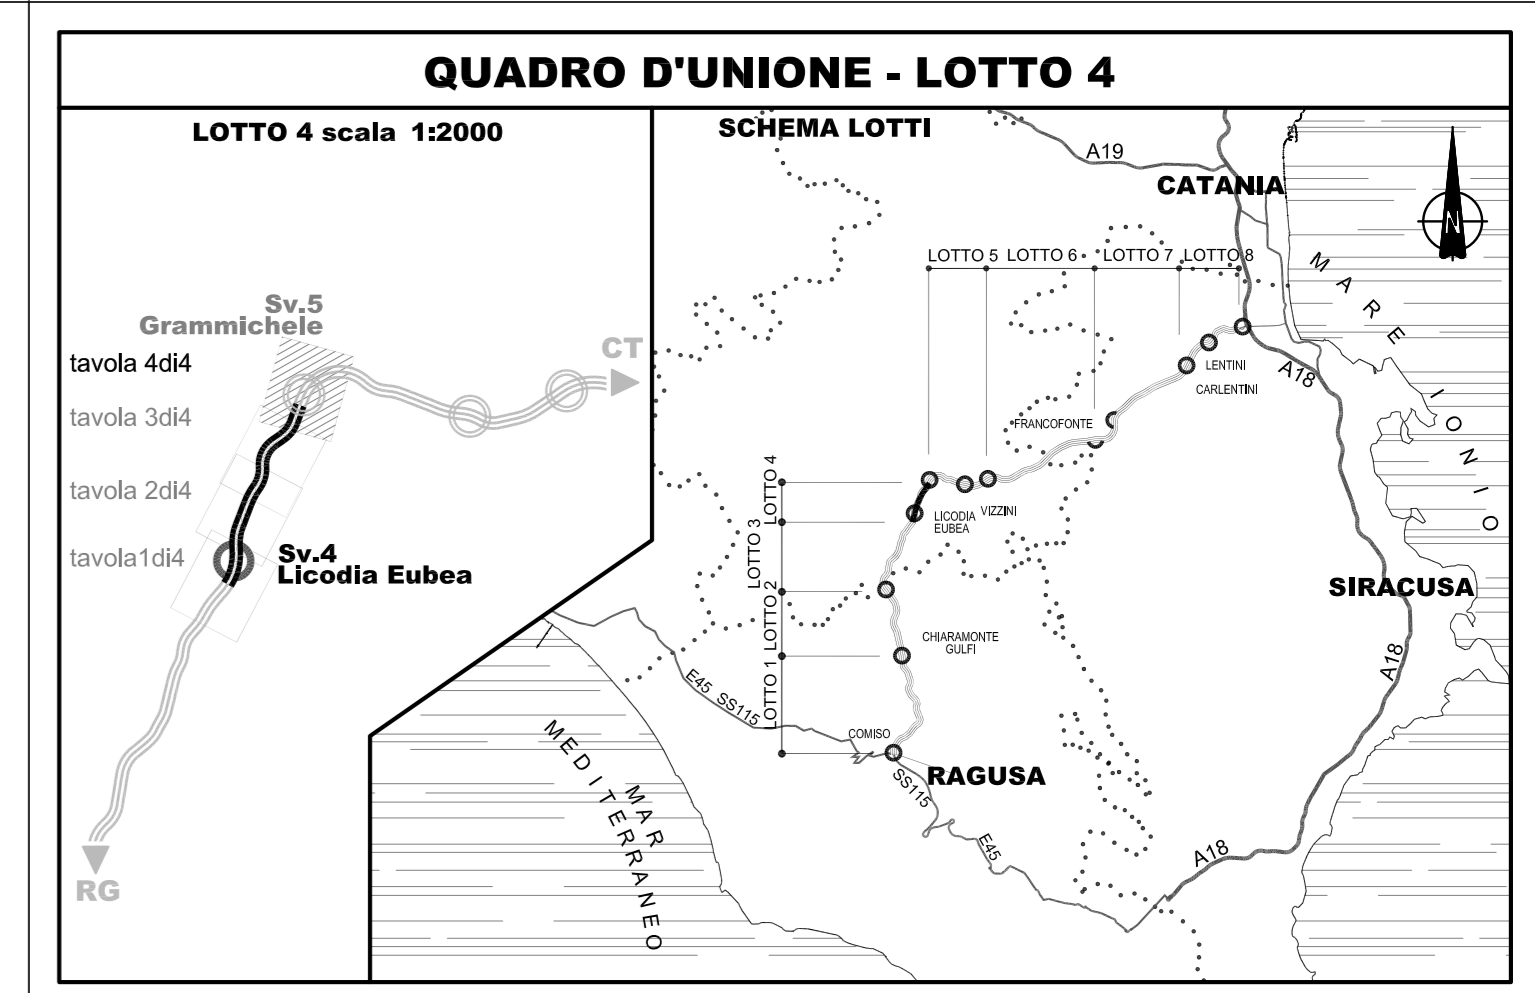 QUADRO D'UNIONE - LOTTO 4
LOTTO 4 scala 1:2000
Sv.5
Grammichele
tavola 4di4
CT
tavola 3di4
tavola 2di4
tavola1di4
Sv.4
Licodia Eubea
RG
SCHEMA LOTTI
A19
CATANIA
N
LOTTO 5
LOTTO 6
LOTTO 7
LOTTO 8
MARE
IONIO
LENTINI
CARLENTINI
A18
FRANCOFONTE
LOTTO 4
LOTTO 3
LOTTO 2
LOTTO 1
LICODIA
EUBEA
VIZZINI
SIRACUSA
CHIARAMONTE
GULFI
A18
E45
SS115
COMISO
RAGUSA
SS115
E45
A18
MAR
MEDITERRANEO